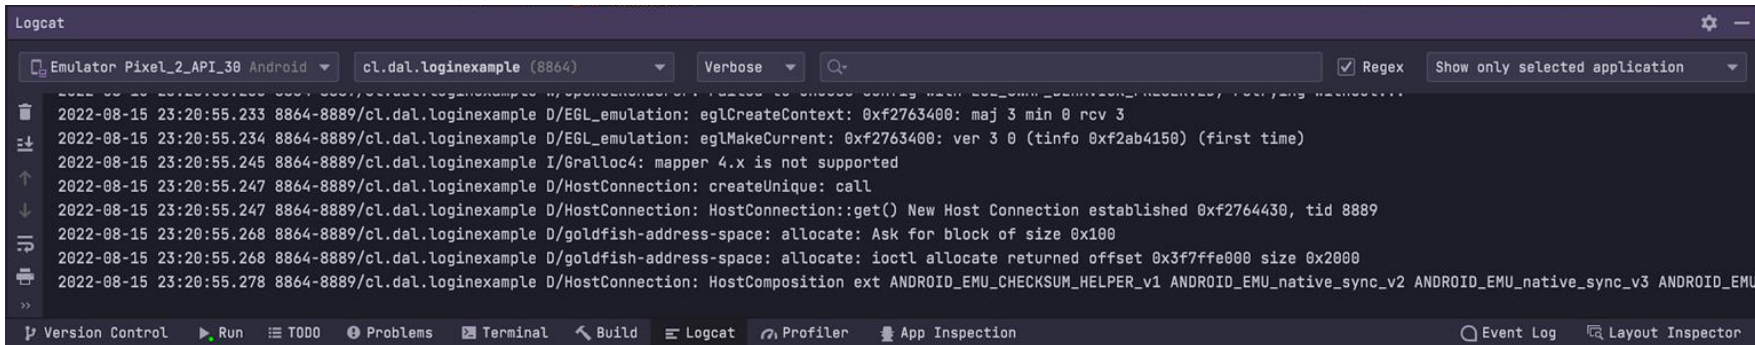 Logcat
Emulator Pixel_2_API_30 Android cl.dal.loginexample (8864) Verbose Regex Show only selected application
2022-08-15 23:20:55.233 8864-8889/cl.dal.loginexample D/EGL_emulation: eglCreateContext: 0xf2763400: maj 3 min 0 rcv 3
2022-08-15 23:20:55.234 8864-8889/cl.dal.loginexample D/EGL_emulation: eglMakeCurrent: 0xf2763400: ver 3 0 (tinfo 0xf2ab4150) (first time)
2022-08-15 23:20:55.245 8864-8889/cl.dal.loginexample I/Gralloc4: mapper 4.x is not supported
2022-08-15 23:20:55.247 8864-8889/cl.dal.loginexample D/HostConnection: createUnique: call
2022-08-15 23:20:55.247 8864-8889/cl.dal.loginexample D/HostConnection: HostConnection::get() New Host Connection established 0xf2764430, tid 8889
2022-08-15 23:20:55.268 8864-8889/cl.dal.loginexample D/goldfish-address-space: allocate: Ask for block of size 0x100
2022-08-15 23:20:55.268 8864-8889/cl.dal.loginexample D/goldfish-address-space: allocate: ioctl allocate returned offset 0x3f7ffe000 size 0x2000
2022-08-15 23:20:55.278 8864-8889/cl.dal.loginexample D/HostConnection: HostComposition ext ANDROID_EMU_CHECKSUM_HELPER_v1 ANDROID_EMU_native_sync_v2 ANDROID_EMU_native_sync_v3 ANDROID_EMU
Version Control Run TODO Problems Terminal Build Logcat Profiler App Inspection Event Log Layout Inspector